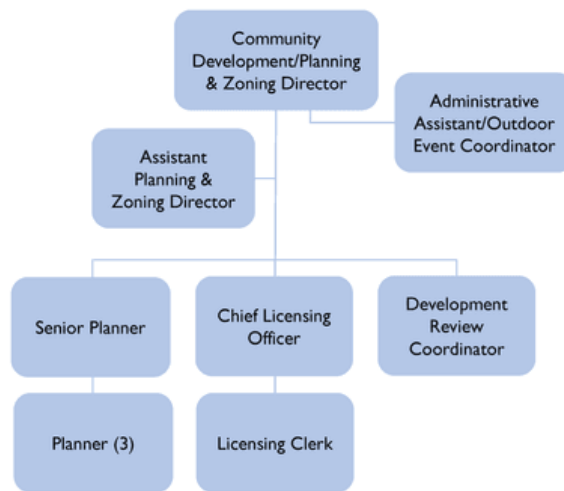 Community
Development/Planning
& Zoning Director
Administrative
Assistant/Outdoor
Event Coordinator
Assistant
Planning &
Zoning Director
Senior Planner
Chief Licensing
Officer
Development
Review
Coordinator
Planner (3)
Licensing Clerk